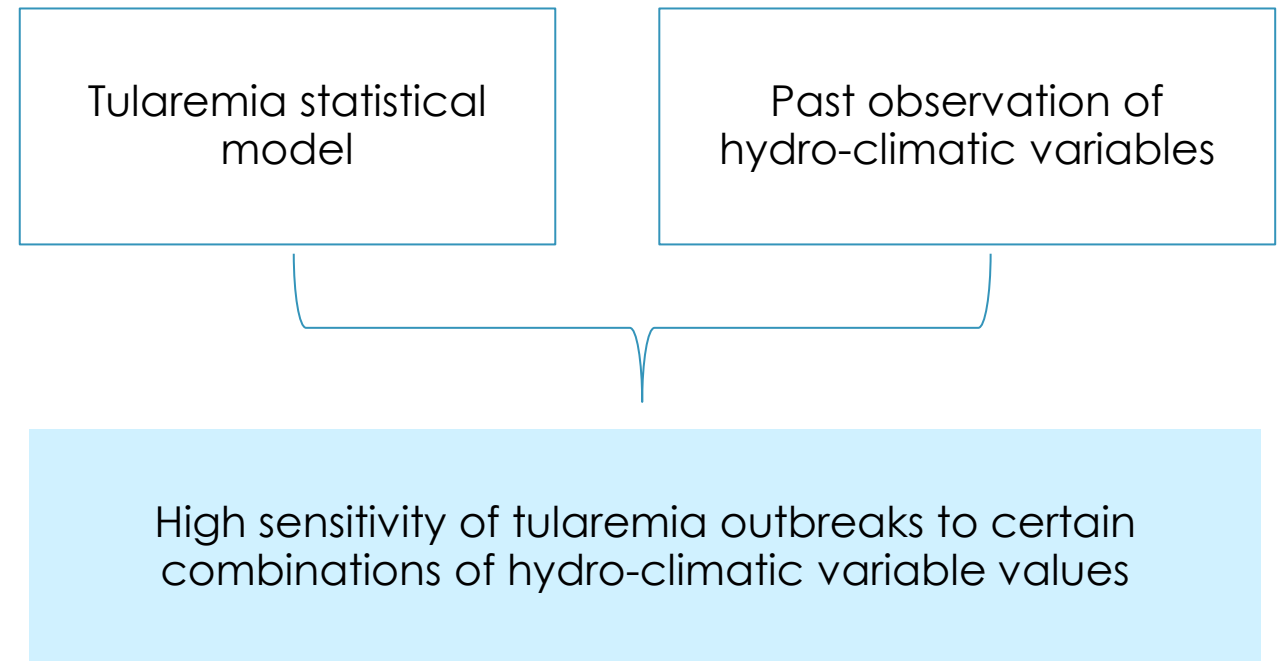 Tularemia statistical
model
Past observation of
hydro-climatic variables
High sensitivity of tularemia outbreaks to certain
combinations of hydro-climatic variable values